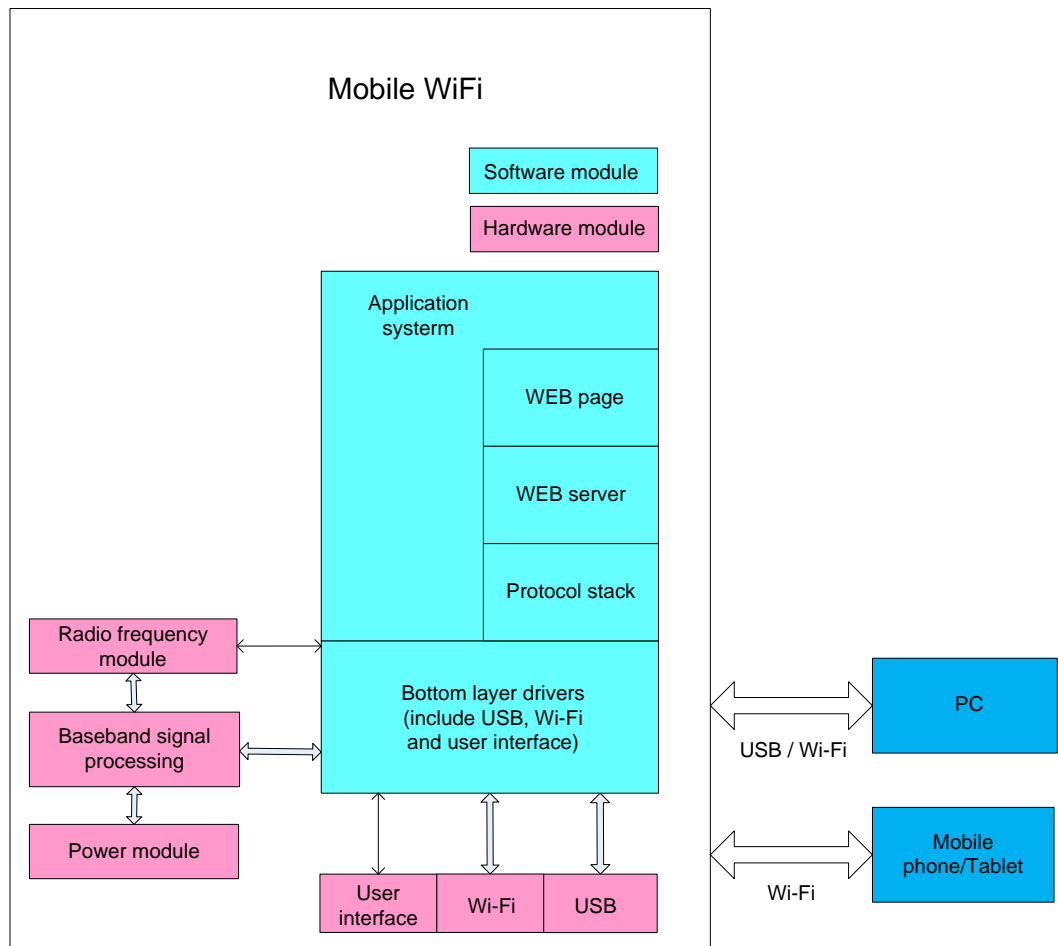 Mobile WiFi
Software module
Hardware module
Application
systerm
WEB page
WEB server
Protocol stack
Radio frequency
module
Bottom layer drivers
(include USB, Wi-Fi
and user interface)
Baseband signal
processing
Power module
User
interface
Wi-Fi
USB
PC
USB / Wi-Fi
Mobile
phone/Tablet
Wi-Fi